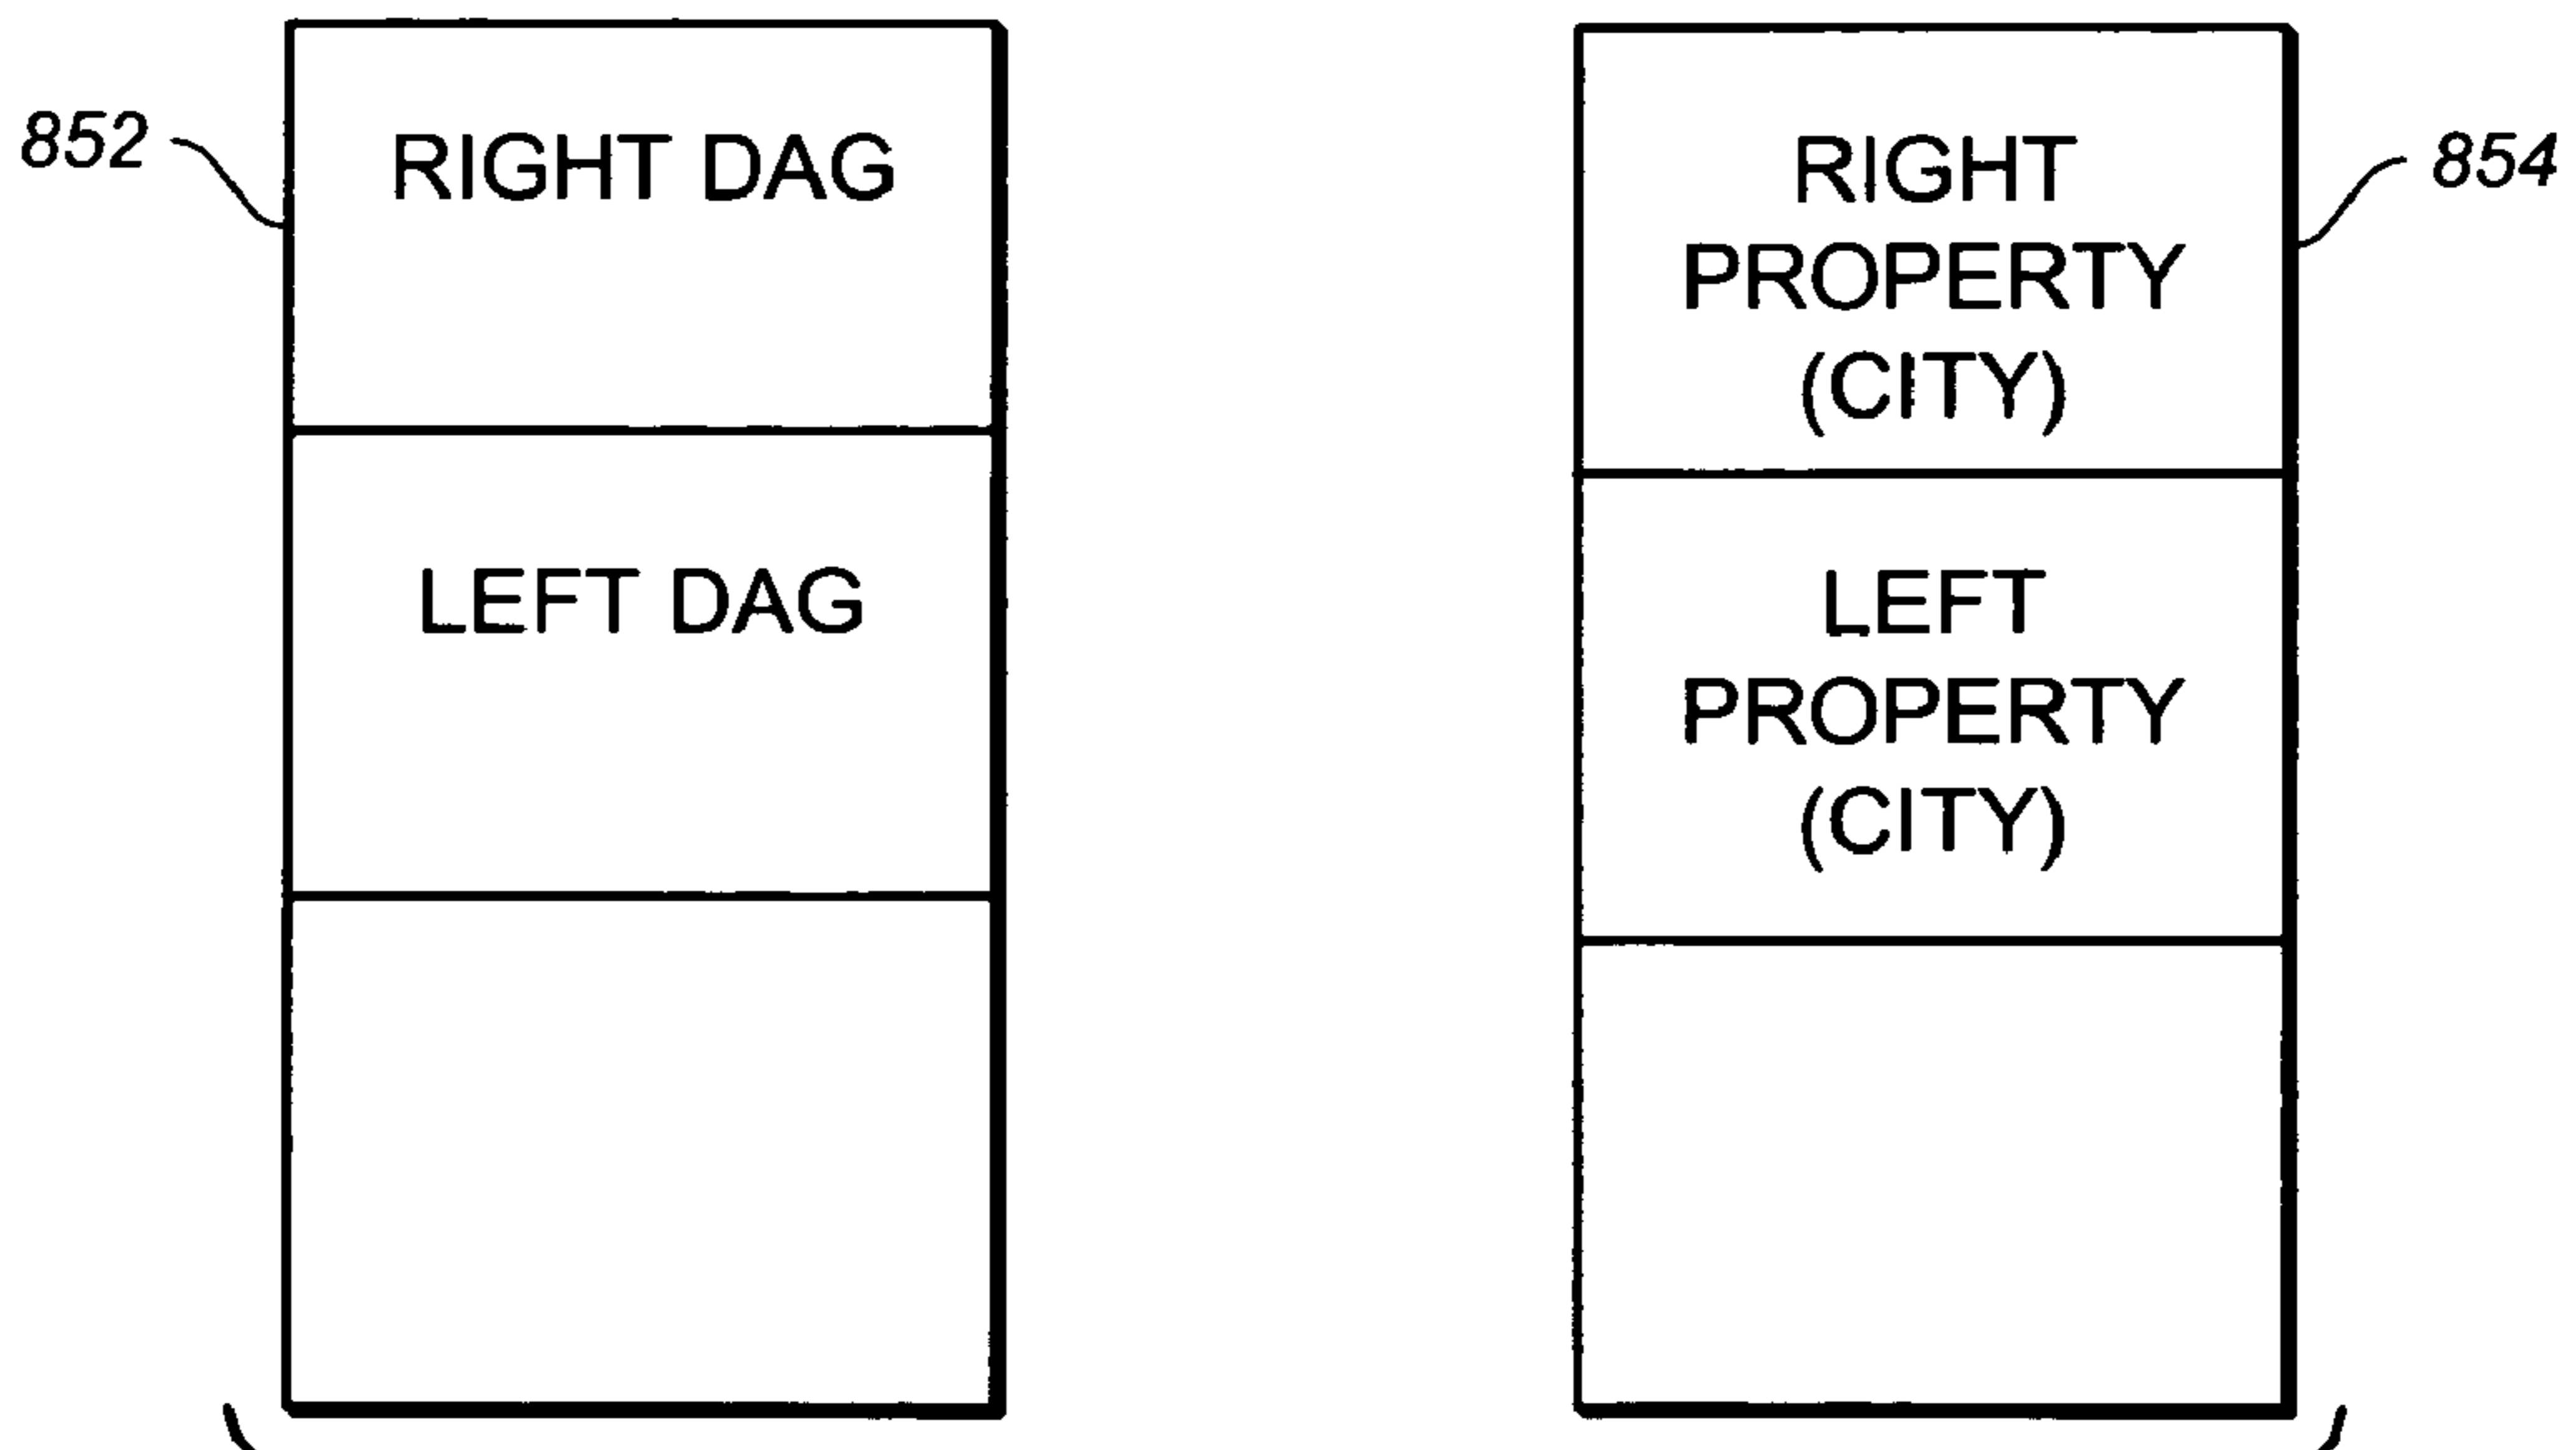 852
RIGHT DAG
LEFT DAG
RIGHT
PROPERTY
(CITY)
854
LEFT
PROPERTY
(CITY)